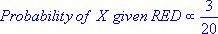 Probability of X given RED ∝ 3/20